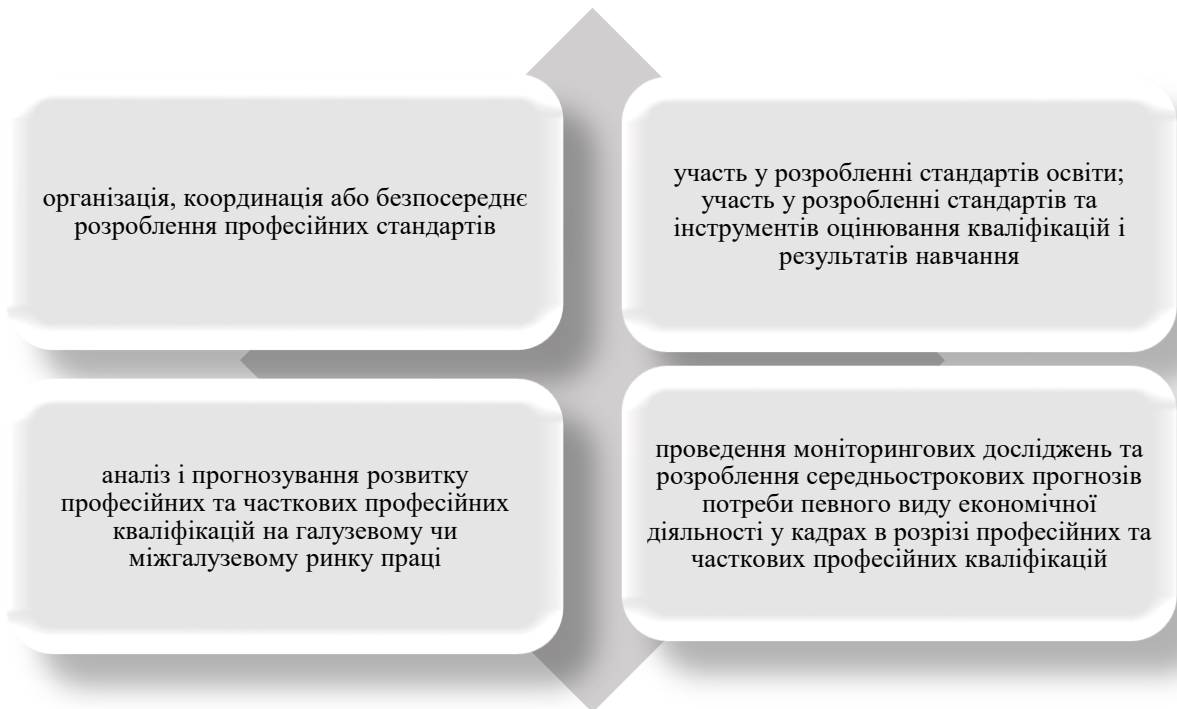 організація, координація або безпосереднє
розроблення професійних стандартів
участь у розробленні стандартів освіти;
участь у розробленні стандартів та
інструментів оцінювання кваліфікацій і
результатів навчання
аналіз і прогнозування розвитку
професійних та часткових професійних
кваліфікацій на галузевому чи
міжгалузевому ринку праці
проведення моніторингових досліджень та
розроблення середньострокових прогнозів
потреби певного виду економічної
діяльності у кадрах в розрізі професійних та
часткових професійних кваліфікацій